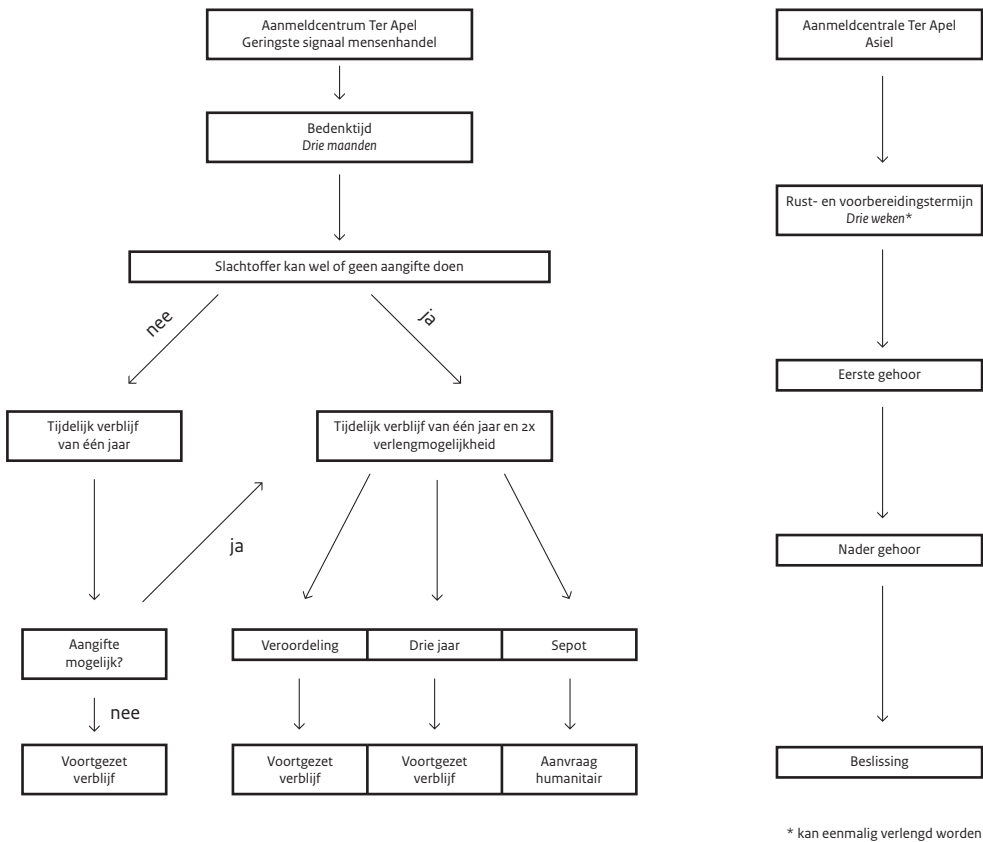 Aanmeldcentrum Ter Apel
Geringste signaal mensenhandel
Bedenktijd
Drie maanden
Slachtoffer kan wel of geen aangifte doen
nee
ja
Tijdelijk verblijf
van één jaar
Tijdelijk verblijf van één jaar en 2x
verlengmogelijkheid
ja
Aangifte
mogelijk?
Veroordeling
Drie jaar
Sepot
nee
Voortgezet
verblijf
Voortgezet
verblijf
Voortgezet
verblijf
Aanvraag
humanitair
Aanmeldcentrale Ter Apel
Asiel
Rust- en voorbereidingstermijn
Drie weken*
Eerste gehoor
Nader gehoor
Beslissing
* kan eenmalig verlengd worden